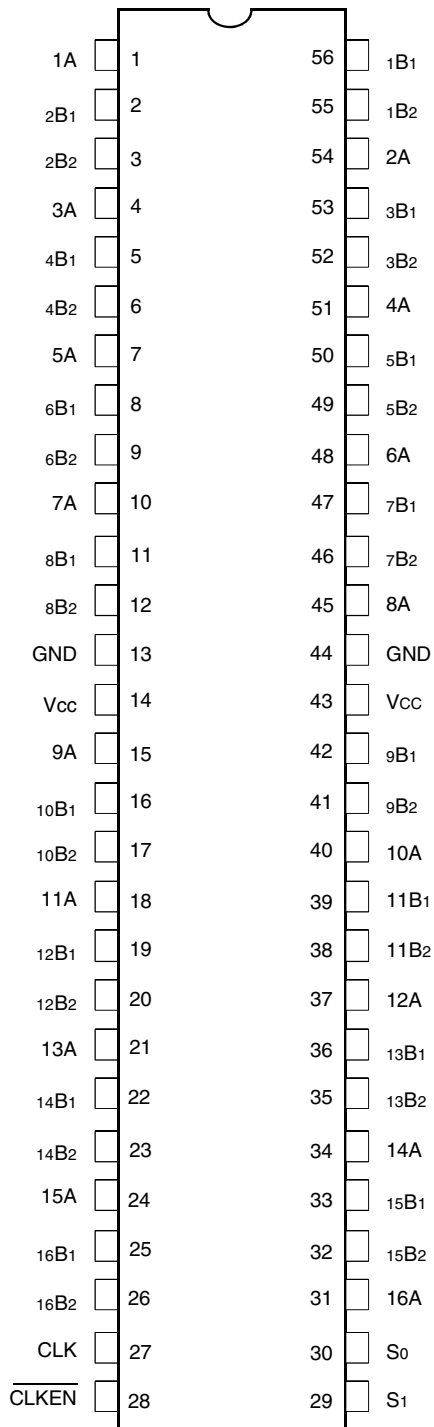 1A 1 56 1B1
2B1 2 55 1B2
2B2 3 54 2A
3A 4 53 3B1
4B1 5 52 3B2
4B2 6 51 4A
5A 7 50 5B1
6B1 8 49 5B2
6B2 9 48 6A
7A 10 47 7B1
8B1 11 46 7B2
8B2 12 45 8A
GND 13 44 GND
Vcc 14 43 VCC
9A 15 42 9B1
10B1 16 41 9B2
10B2 17 40 10A
11A 18 39 11B1
12B1 19 38 11B2
12B2 20 37 12A
13A 21 36 13B1
14B1 22 35 13B2
14B2 23 34 14A
15A 24 33 15B1
16B1 25 32 15B2
16B2 26 31 16A
CLK 27 30 S0
C̅L̅K̅E̅N̅ 28 29 S1